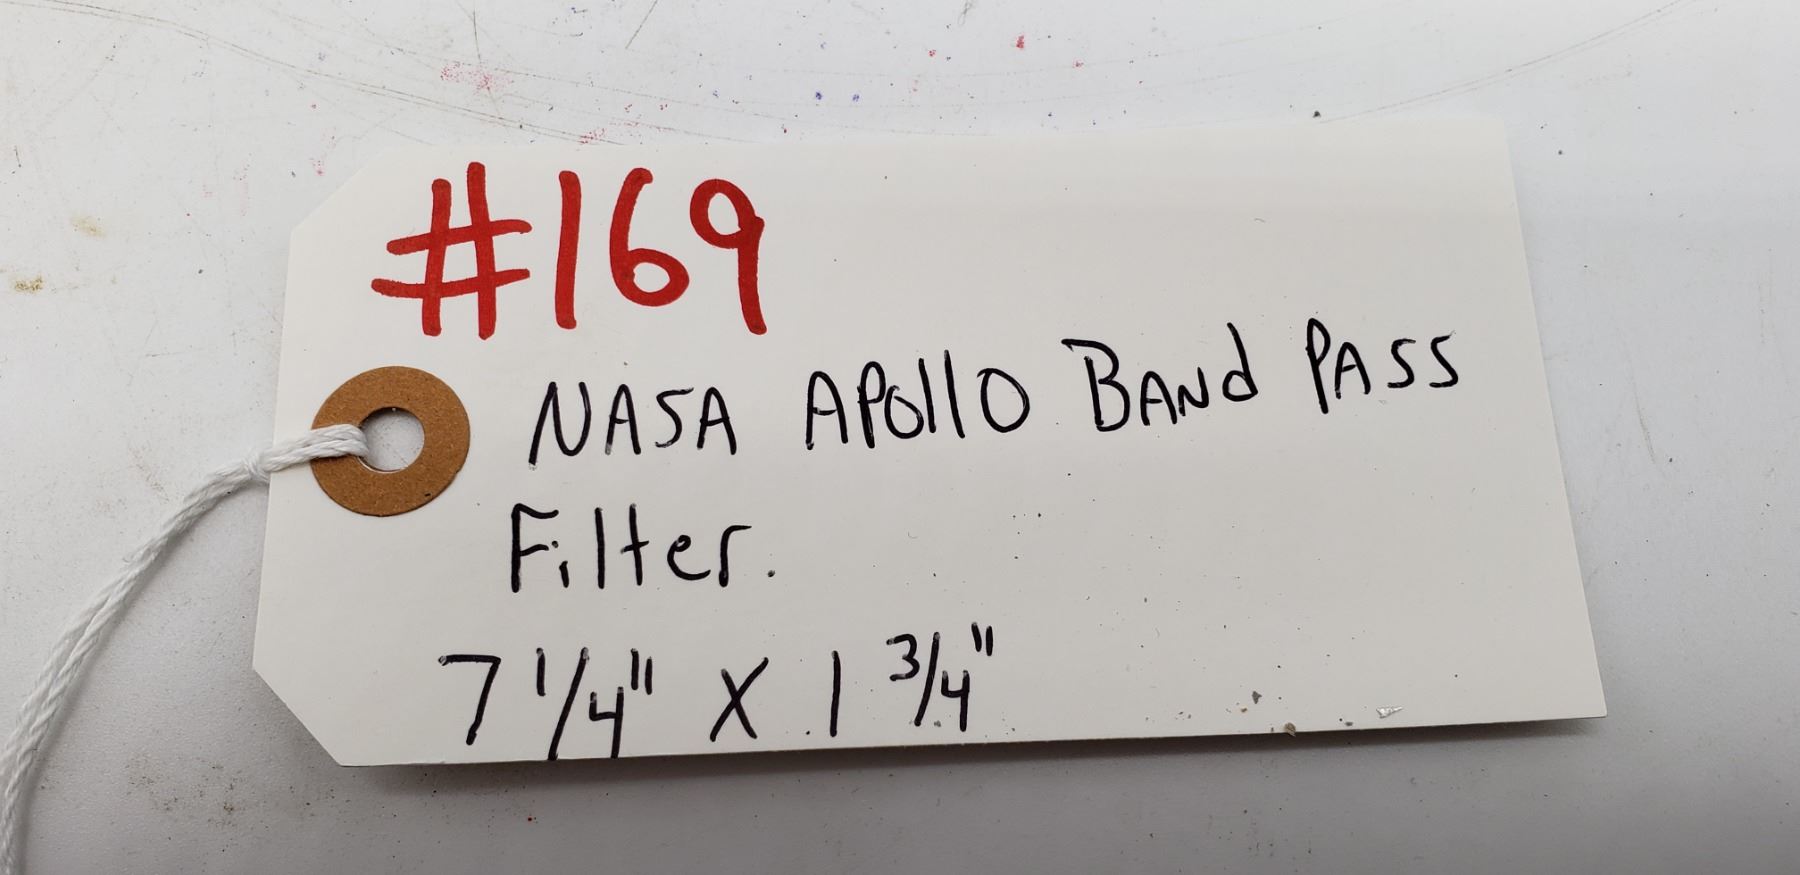 #169
NASA APollO BANd PASS
Filter.
7 1/4" X 1 3/4"